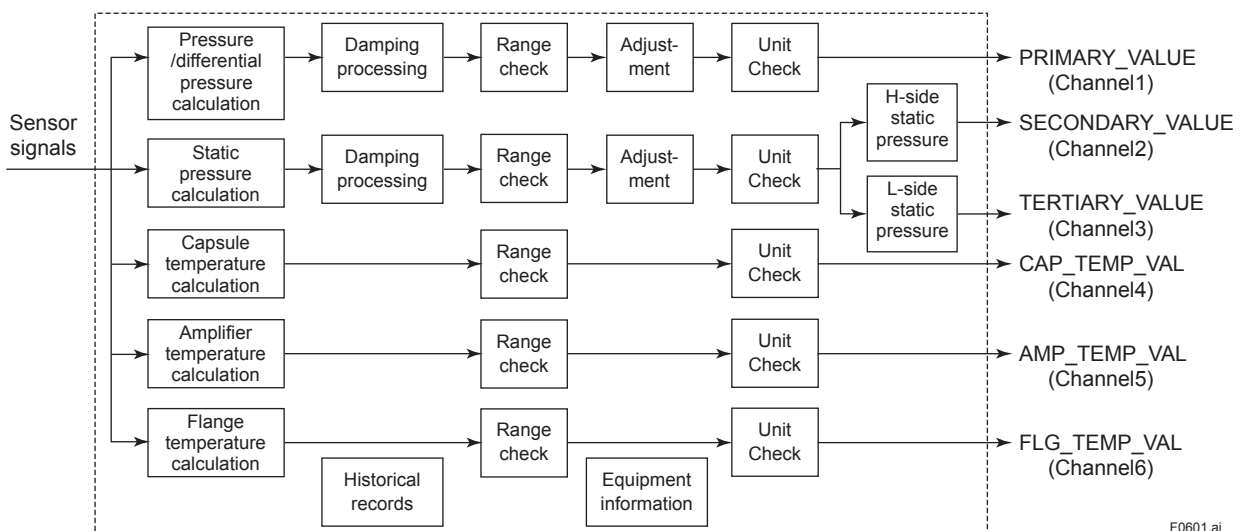 Sensor
signals
Pressure
/differential
pressure
calculation
Damping
processing
Range
check
Adjust-
ment
Unit
Check
PRIMARY_VALUE
(Channel1)
Static
pressure
calculation
Damping
processing
Range
check
Adjust-
ment
Unit
Check
H-side
static
pressure
SECONDARY_VALUE
(Channel2)
L-side
static
pressure
TERTIARY_VALUE
(Channel3)
Capsule
temperature
calculation
Range
check
Unit
Check
CAP_TEMP_VAL
(Channel4)
Amplifier
temperature
calculation
Range
check
Unit
Check
AMP_TEMP_VAL
(Channel5)
Flange
temperature
calculation
Range
check
Unit
Check
FLG_TEMP_VAL
(Channel6)
Historical
records
Equipment
information
F0601.ai